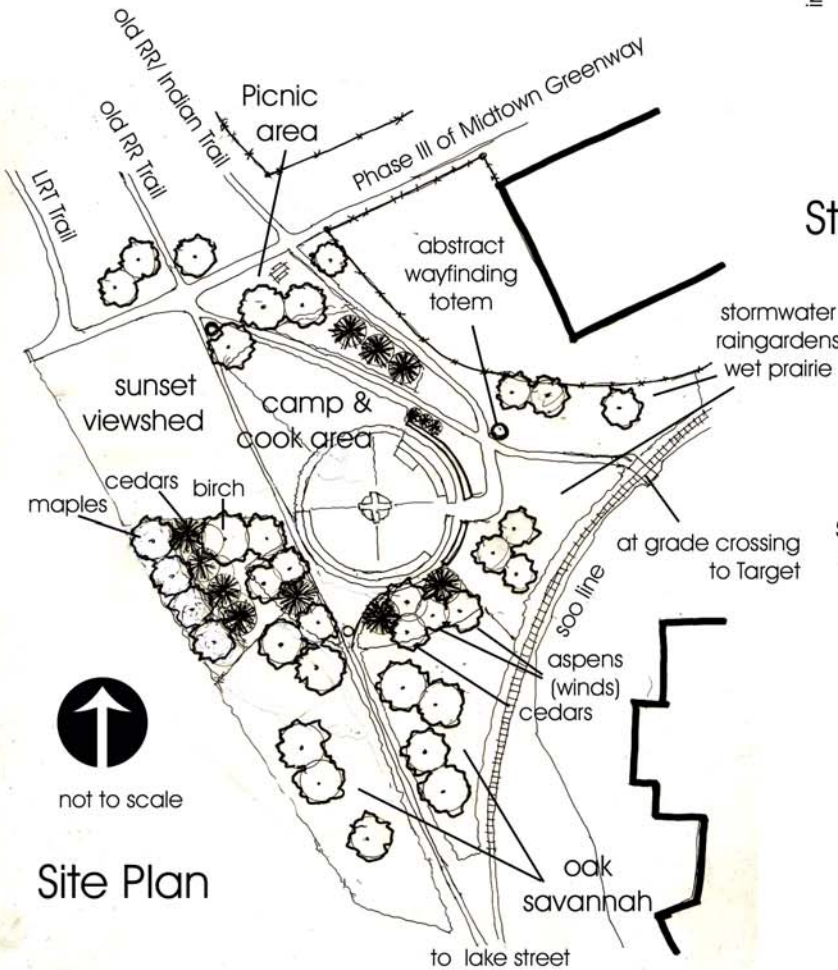 old RR/ Indian Trail
old RR Trail
LRT Trail
Picnic
area
Phase III of Midtown Greenway
abstract
wayfinding
totem
St
stormwater
raingardens
wet prairie
sunset
viewshed
camp &
cook area
cedars
birch
maples
at grade crossing
to Target
soo line
aspens
(winds)
cedars
not to scale
Site Plan
oak
savannah
to lake street